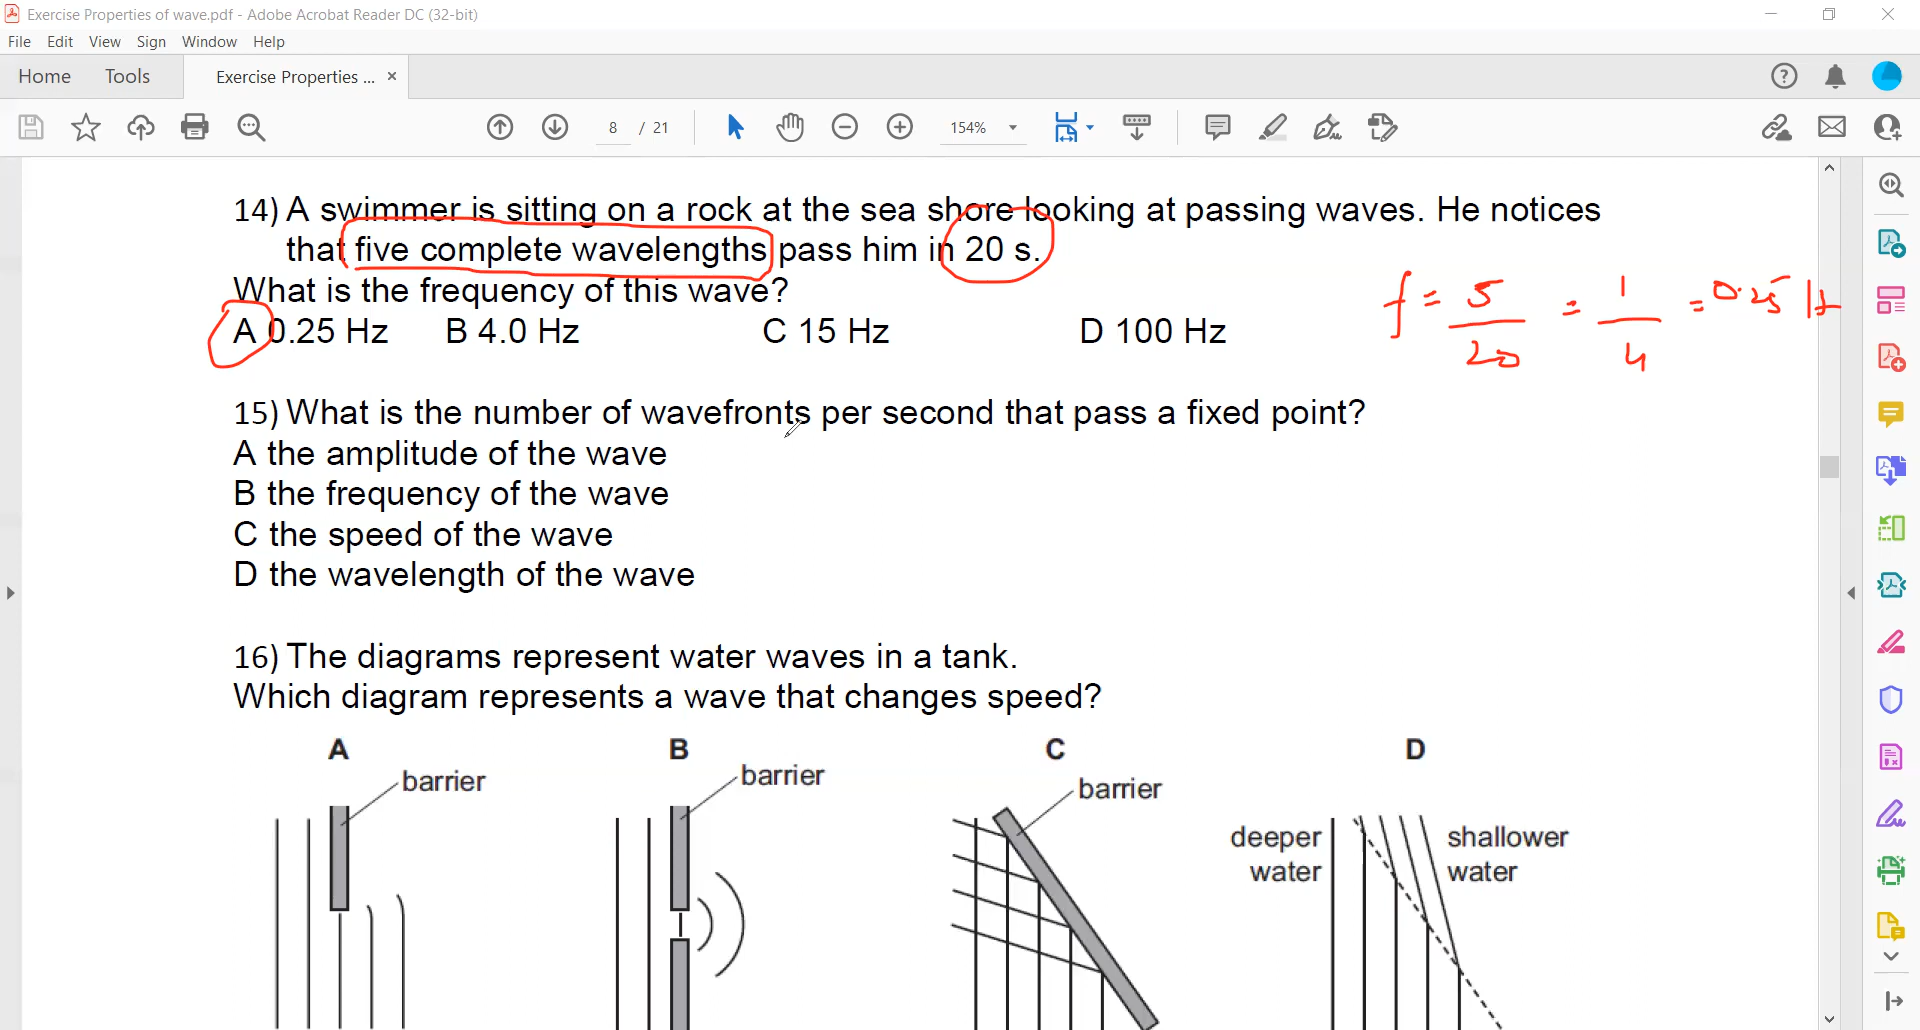 Exercise Properties of wave.pdf - Adobe Acrobat Reader DC (32-bit)
File Edit View Sign Window Help
Home Tools Exercise Properties ... ×
8 / 21 154%
14) A swimmer is sitting on a rock at the sea shore looking at passing waves. He notices
that five complete wavelengths pass him in 20 s.
What is the frequency of this wave?
A 0.25 Hz B 4.0 Hz C 15 Hz D 100 Hz
f = 5/20 = 1/4 = 0.25 Hz
15) What is the number of wavefronts per second that pass a fixed point?
A the amplitude of the wave
B the frequency of the wave
C the speed of the wave
D the wavelength of the wave
16) The diagrams represent water waves in a tank.
Which diagram represents a wave that changes speed?
A B C D
barrier
barrier
barrier
deeper
water
shallower
water